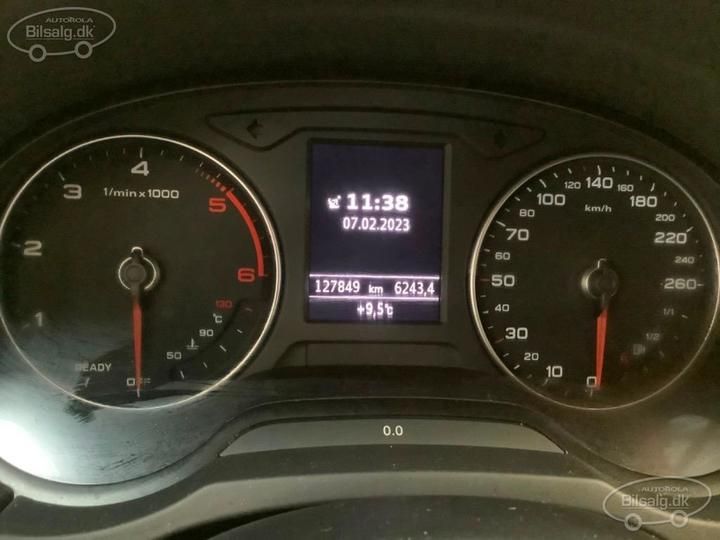 AUTOROLA
Bilsalg.dk
1/min x 1000
1
2
3
4
5
6
READY
OFF
50
90
°C
130
11:38
07.02.2023
127849 km 6243,4
+9,5°C
0.0
km/h
0
10
20
30
40
50
60
70
80
100
120
140
160
180
200
220
240
260
1/1
1/2
AUTOROLA
Bilsalg.dk